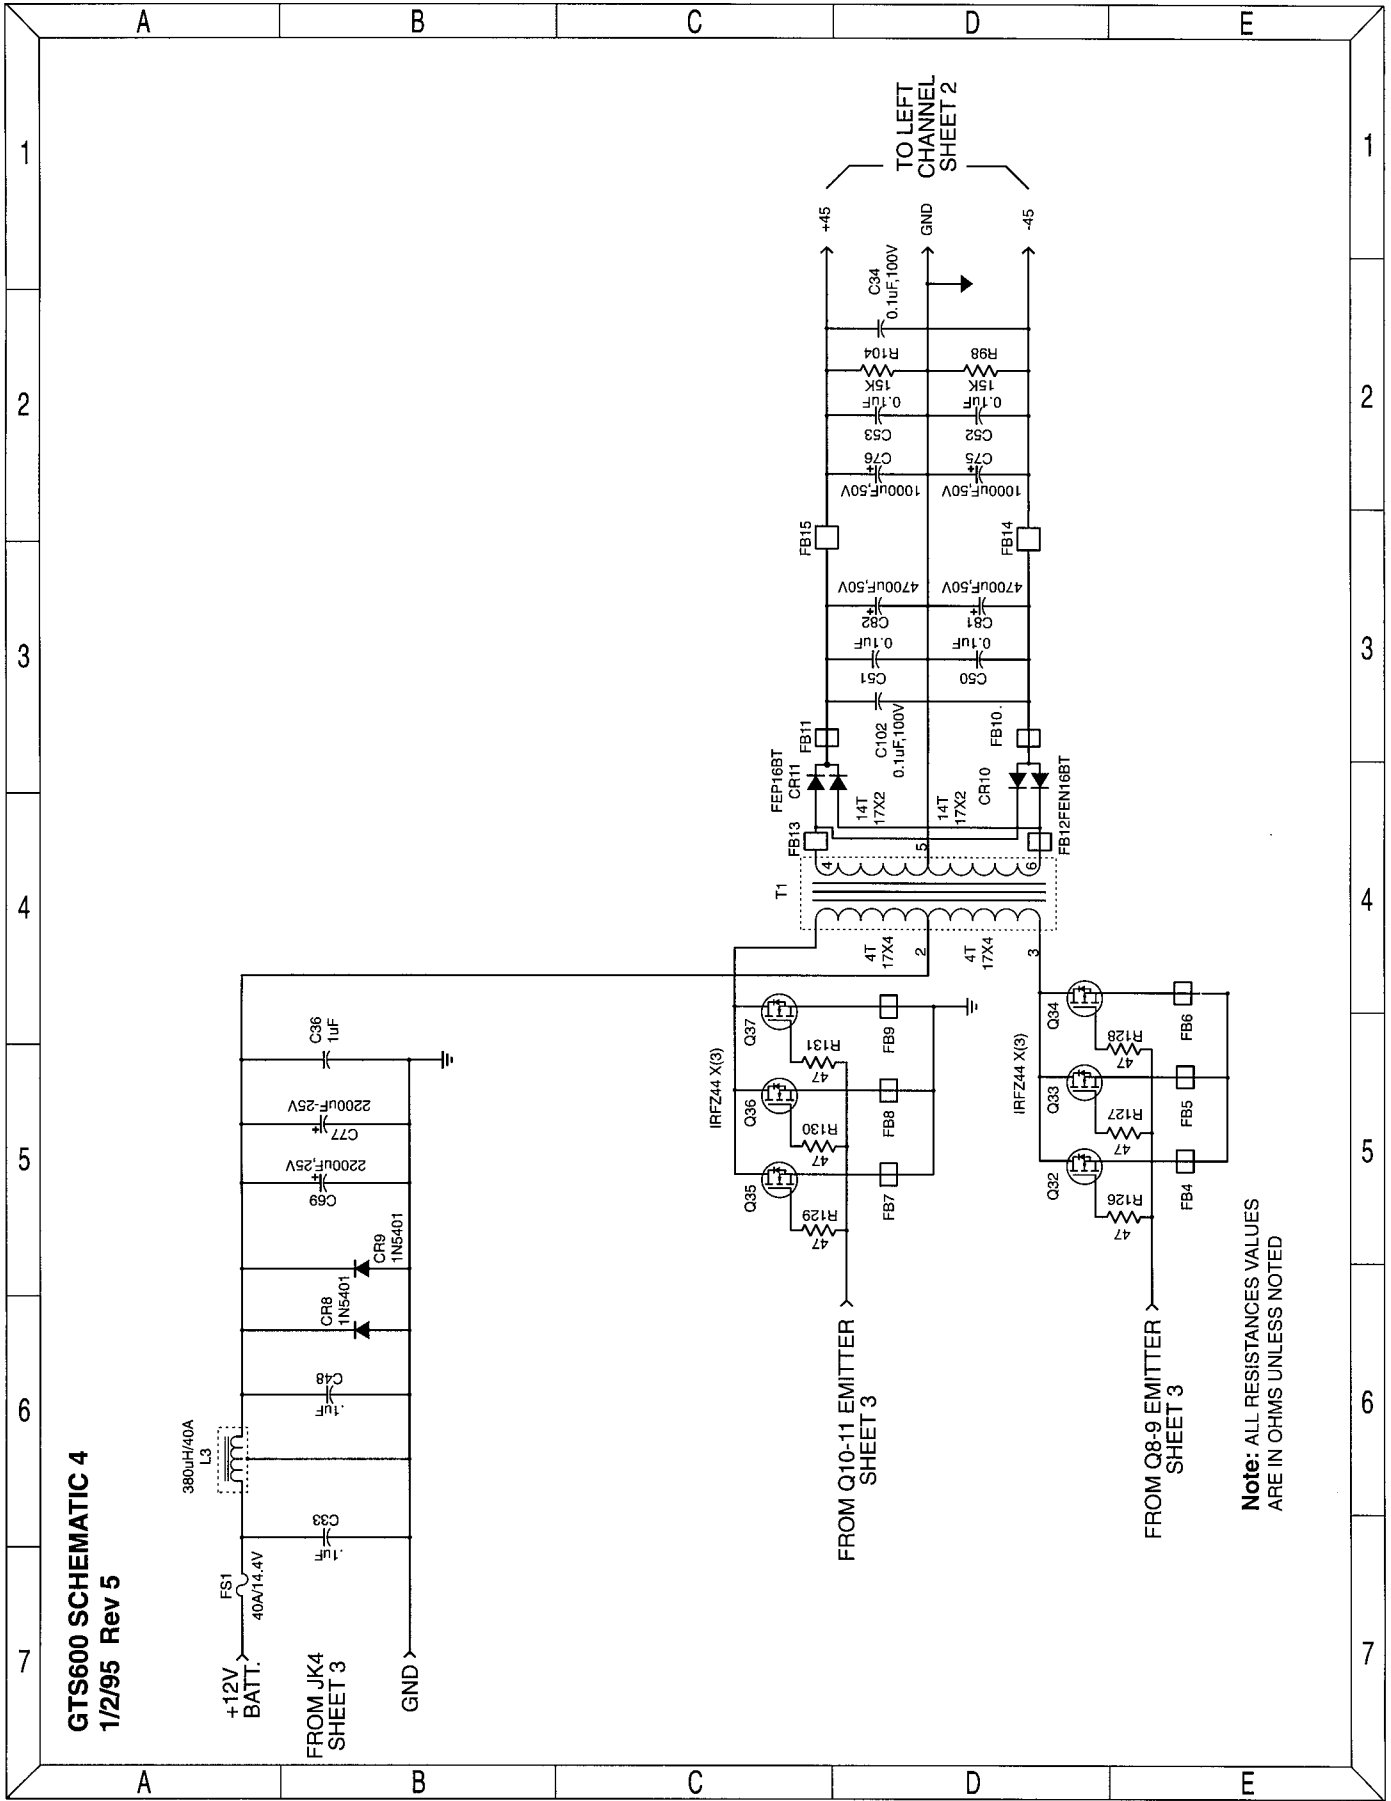 GTS600 SCHEMATIC 4
1/2/95 Rev 5
A
B
C
D
E
1
2
3
4
5
6
7
A
B
C
D
E
1
2
3
4
5
6
7
+12V
BATT.
FROM JK4
SHEET 3
GND
FS1
40A/14.4V
C33
.1uF
380uH/40A
L3
C48
.1uF
CR8
1N5401
CR9
1N5401
C69
2200uF,25V
+
C77
2200uF-25V
+
C36
1uF
FROM Q10-11 EMITTER
SHEET 3
IRFZ44 X(3)
Q35
Q36
Q37
R129
47
R130
47
R131
47
FB7
FB8
FB9
FROM Q8-9 EMITTER
SHEET 3
IRFZ44 X(3)
Q32
Q33
Q34
R126
47
R127
47
R128
47
FB4
FB5
FB6
T1
4T
17X4
2
4T
17X4
3
4
5
6
14T
17X2
14T
17X2
FB13
FB12
FEP16BT
CR11
CR10
FEN16BT
FB11
FB10.
C102
0.1uF,100V
C51
0.1uF
C50
0.1uF
C82
4700uF,50V
+
C81
4700uF,50V
+
FB15
FB14
C76
1000uF,50V
+
C75
1000uF,50V
+
C53
0.1uF
C52
0.1uF
R104
15K
R98
15K
C34
0.1uF,100V
+45
GND
-45
TO LEFT
CHANNEL
SHEET 2
Note: ALL RESISTANCES VALUES
ARE IN OHMS UNLESS NOTED